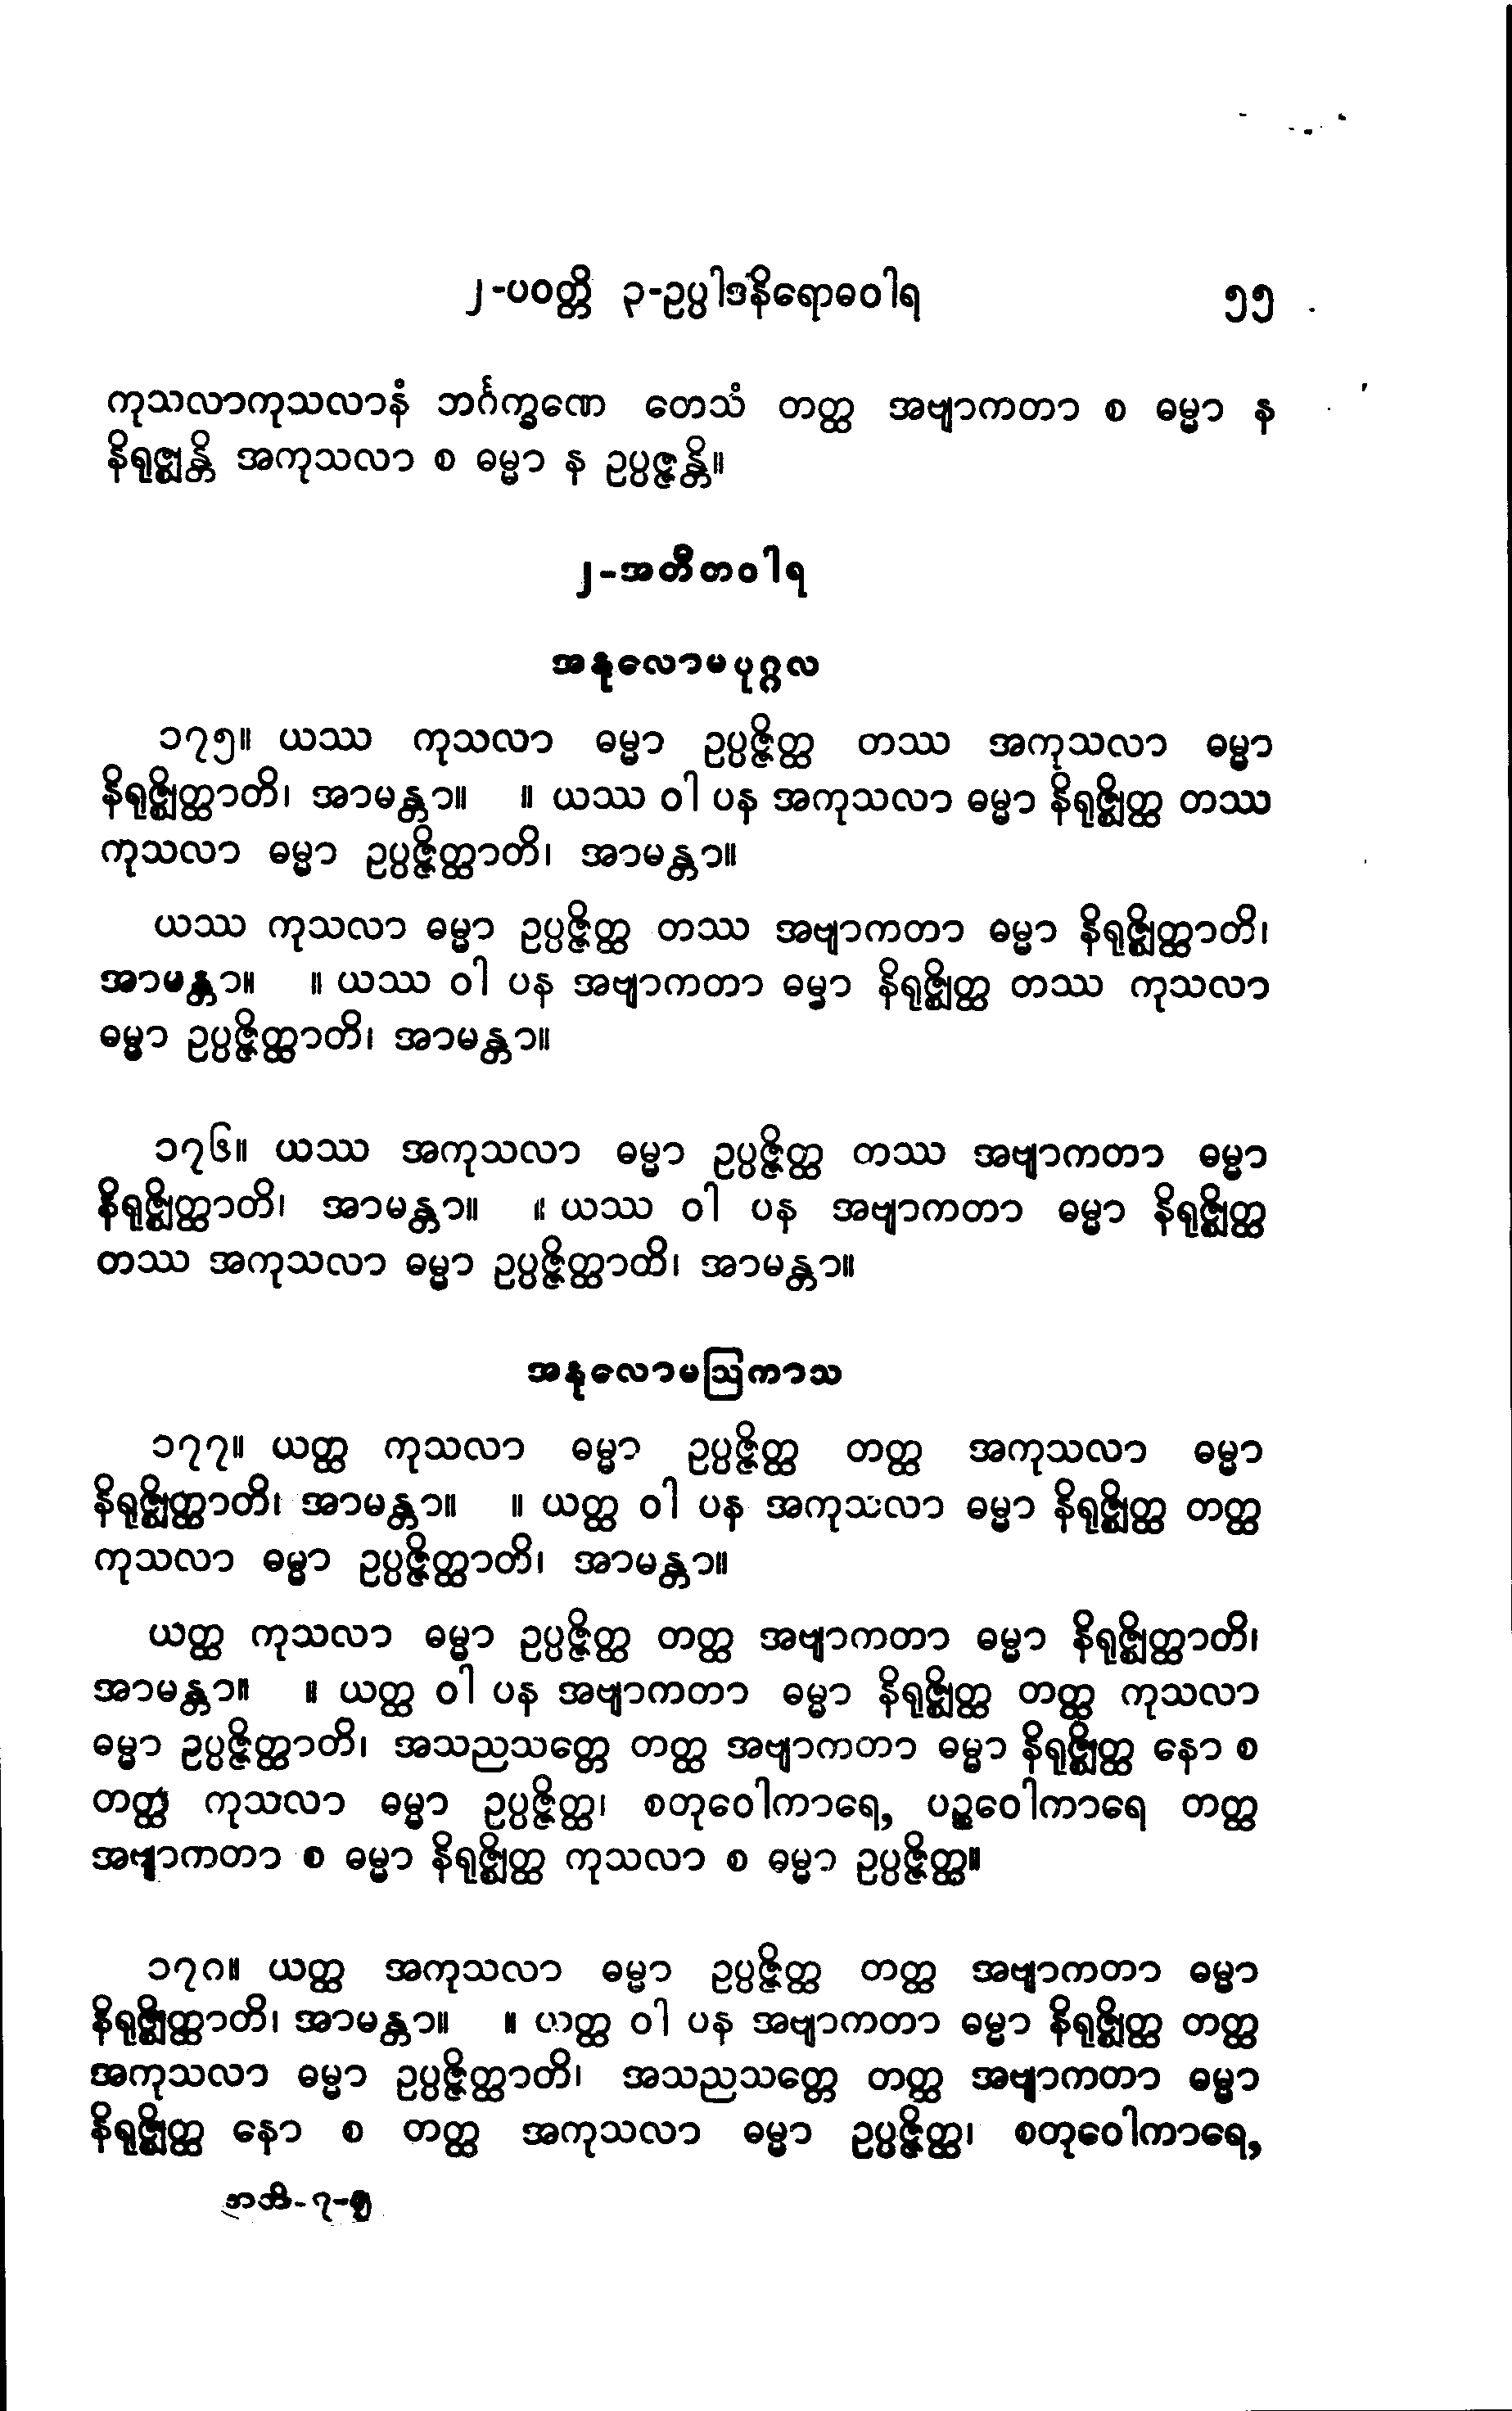 ၂-ပဝတ္တိ ၃-ဥပ္ပါဒနိရောဓဝါရ ၅၅
ကုသလာကုသလာနံ ဘင်္ဂက္ခဏေ တေသံ တတ္ထ အဗျာကတာ စ ဓမ္မာ န
နိရုဇ္ဈန္တိ အကုသလာ စ ဓမ္မာ န ဥပ္ပဇ္ဇန္တိ။
၂-အတီတဝါရ
အနုလောမပုဂ္ဂလ
၁၇၅။ ယဿ ကုသလာ ဓမ္မာ ဥပ္ပဇ္ဇိတ္ထ တဿ အကုသလာ ဓမ္မာ
နိရုဇ္ဈိတ္ထာတိ၊ အာမန္တာ။ ။ ယဿ ဝါ ပန အကုသလာ ဓမ္မာ နိရုဇ္ဈိတ္ထ တဿ
ကုသလာ ဓမ္မာ ဥပ္ပဇ္ဇိတ္ထာတိ၊ အာမန္တာ။
ယဿ ကုသလာ ဓမ္မာ ဥပ္ပဇ္ဇိတ္ထ တဿ အဗျာကတာ ဓမ္မာ နိရုဇ္ဈိတ္ထာတိ၊
အာမန္တာ။ ။ ယဿ ဝါ ပန အဗျာကတာ ဓမ္မာ နိရုဇ္ဈိတ္ထ တဿ ကုသလာ
ဓမ္မာ ဥပ္ပဇ္ဇိတ္ထာတိ၊ အာမန္တာ။
၁၇၆။ ယဿ အကုသလာ ဓမ္မာ ဥပ္ပဇ္ဇိတ္ထ တဿ အဗျာကတာ ဓမ္မာ
နိရုဇ္ဈိတ္ထာတိ၊ အာမန္တာ။ ။ ယဿ ဝါ ပန အဗျာကတာ ဓမ္မာ နိရုဇ္ဈိတ္ထ
တဿ အကုသလာ ဓမ္မာ ဥပ္ပဇ္ဇိတ္ထာတိ၊ အာမန္တာ။
အနုလောမဩကာသ
၁၇၇။ ယတ္ထ ကုသလာ ဓမ္မာ ဥပ္ပဇ္ဇိတ္ထ တတ္ထ အကုသလာ ဓမ္မာ
နိရုဇ္ဈိတ္ထာတိ၊ အာမန္တာ။ ။ ယတ္ထ ဝါ ပန အကုသလာ ဓမ္မာ နိရုဇ္ဈိတ္ထ တတ္ထ
ကုသလာ ဓမ္မာ ဥပ္ပဇ္ဇိတ္ထာတိ၊ အာမန္တာ။
ယတ္ထ ကုသလာ ဓမ္မာ ဥပ္ပဇ္ဇိတ္ထ တတ္ထ အဗျာကတာ ဓမ္မာ နိရုဇ္ဈိတ္ထာတိ၊
အာမန္တာ။ ။ ယတ္ထ ဝါ ပန အဗျာကတာ ဓမ္မာ နိရုဇ္ဈိတ္ထ တတ္ထ ကုသလာ
ဓမ္မာ ဥပ္ပဇ္ဇိတ္ထာတိ၊ အသညသတ္တေ တတ္ထ အဗျာကတာ ဓမ္မာ နိရုဇ္ဈိတ္ထ နော စ
တတ္ထ ကုသလာ ဓမ္မာ ဥပ္ပဇ္ဇိတ္ထ၊ စတုဝေါကာရေ, ပဉ္စဝေါကာရေ တတ္ထ
အဗျာကတာ စ ဓမ္မာ နိရုဇ္ဈိတ္ထ ကုသလာ စ ဓမ္မာ ဥပ္ပဇ္ဇိတ္ထ။
၁၇၈။ ယတ္ထ အကုသလာ ဓမ္မာ ဥပ္ပဇ္ဇိတ္ထ တတ္ထ အဗျာကတာ ဓမ္မာ
နိရုဇ္ဈိတ္ထာတိ၊ အာမန္တာ။ ။ ယတ္ထ ဝါ ပန အဗျာကတာ ဓမ္မာ နိရုဇ္ဈိတ္ထ တတ္ထ
အကုသလာ ဓမ္မာ ဥပ္ပဇ္ဇိတ္ထာတိ၊ အသညသတ္တေ တတ္ထ အဗျာကတာ ဓမ္မာ
နိရုဇ္ဈိတ္ထ နော စ တတ္ထ အကုသလာ ဓမ္မာ ဥပ္ပဇ္ဇိတ္ထ၊ စတုဝေါကာရေ,
အဘိ-၇-၅